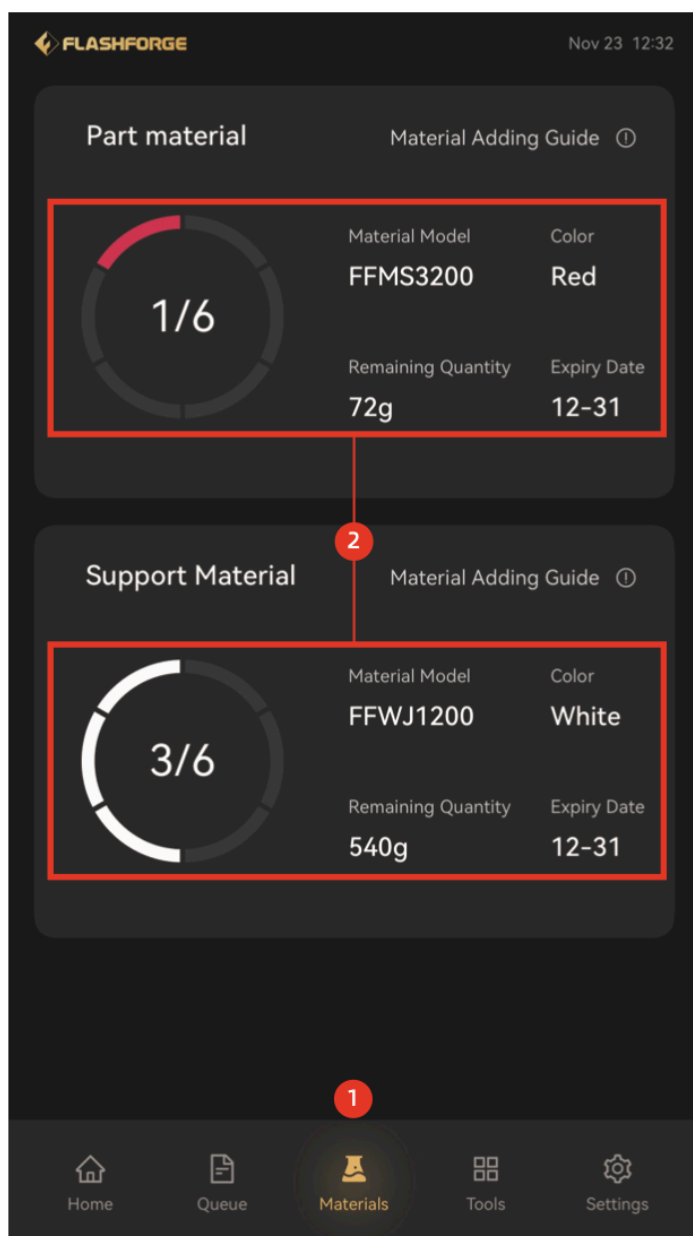 FLASHFORGE
Nov 23 12:32
Part material
Material Adding Guide
1/6
Material Model
Color
FFMS3200
Red
Remaining Quantity
Expiry Date
72g
12-31
2
Support Material
Material Adding Guide
3/6
Material Model
Color
FFWJ1200
White
Remaining Quantity
Expiry Date
540g
12-31
1
Home
Queue
Materials
Tools
Settings